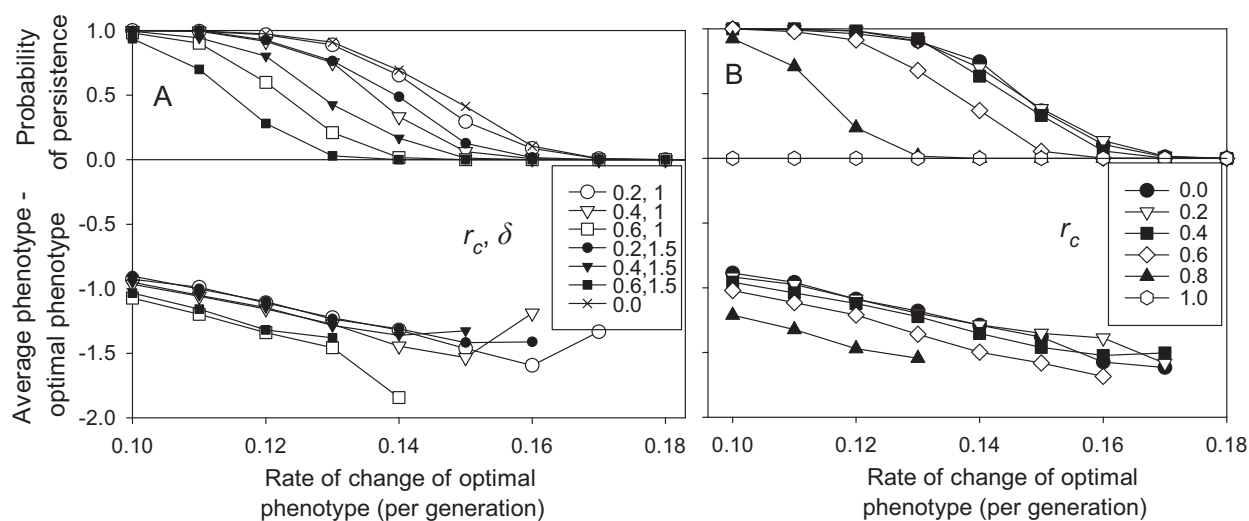 Probability
of persistence
Average phenotype -
optimal phenotype
1.0
0.5
0.0
-0.5
-1.0
-1.5
-2.0
A
r_c, δ
0.2, 1
0.4, 1
0.6, 1
0.2,1.5
0.4,1.5
0.6,1.5
0.0
0.10
0.12
0.14
0.16
0.18
Rate of change of optimal
phenotype (per generation)
B
r_c
0.0
0.2
0.4
0.6
0.8
1.0
0.10
0.12
0.14
0.16
0.18
Rate of change of optimal
phenotype (per generation)